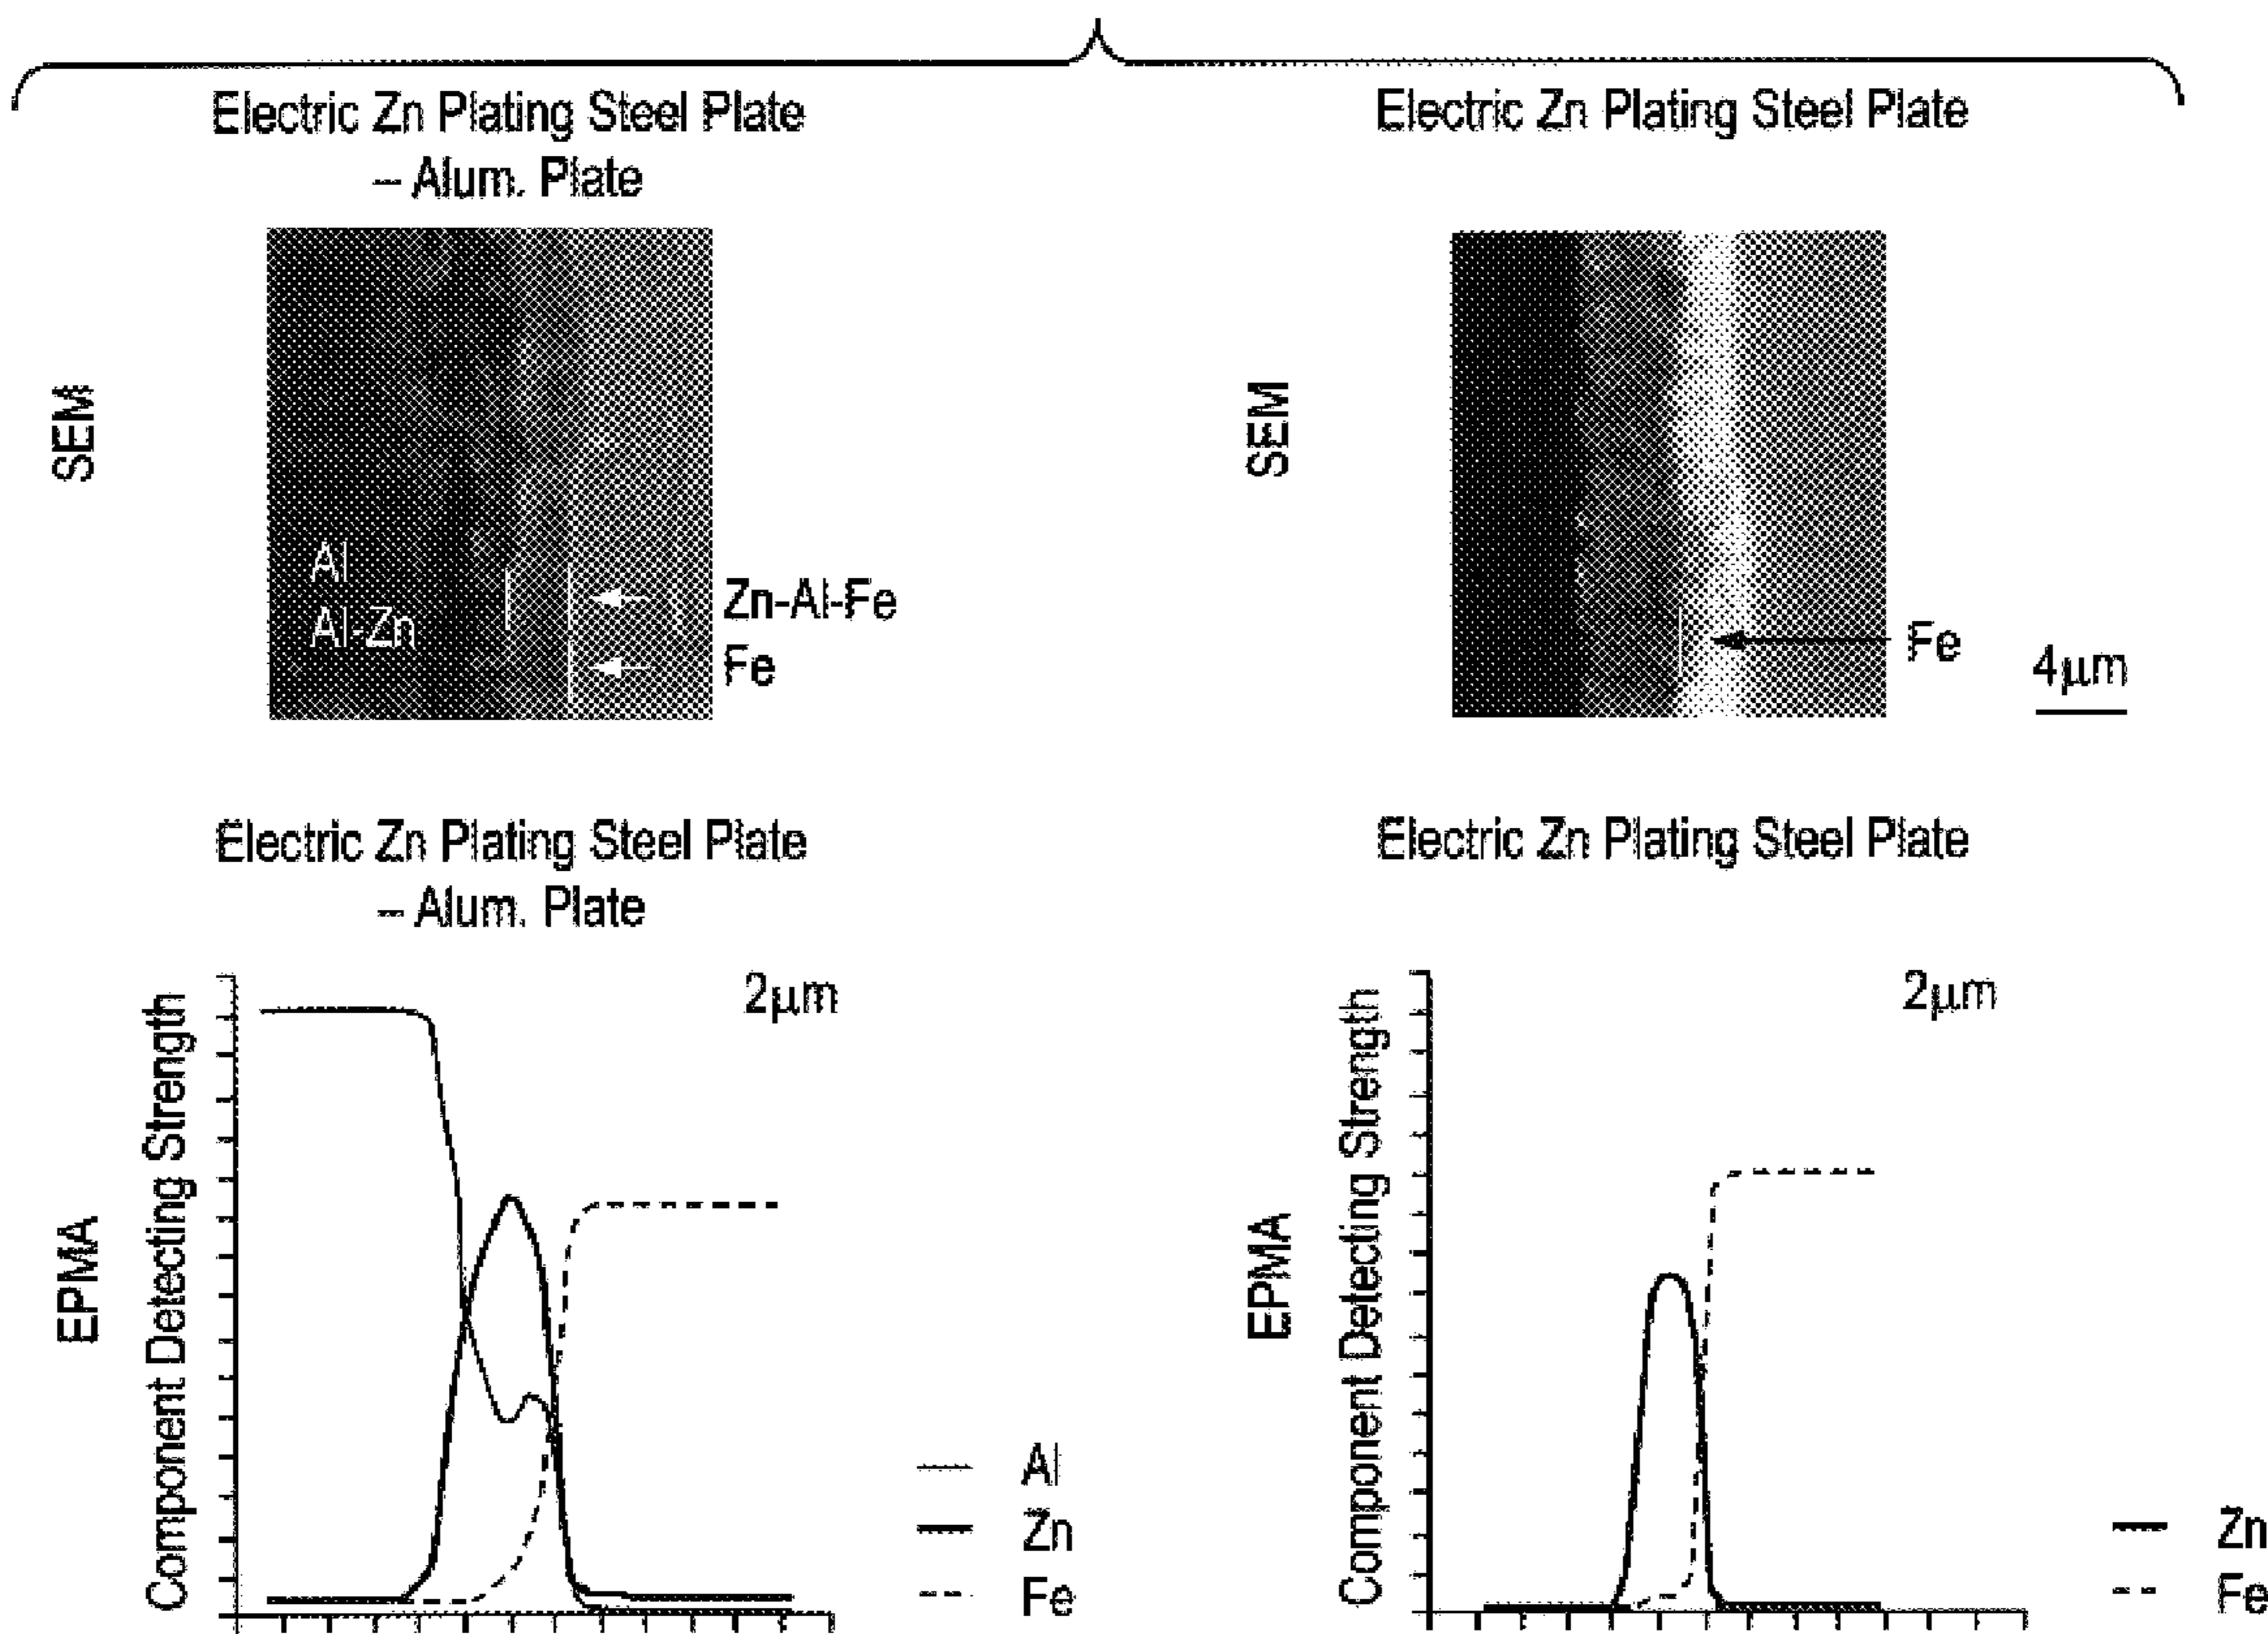 Electric Zn Plating Steel Plate
– Alum. Plate
SEM
Al
Al-Zn
Zn-Al-Fe
Fe
Electric Zn Plating Steel Plate
SEM
Fe
4μm
Electric Zn Plating Steel Plate
– Alum. Plate
EPMA
Component Detecting Strength
2μm
Al
Zn
Fe
Electric Zn Plating Steel Plate
EPMA
Component Detecting Strength
2μm
Zn
Fe